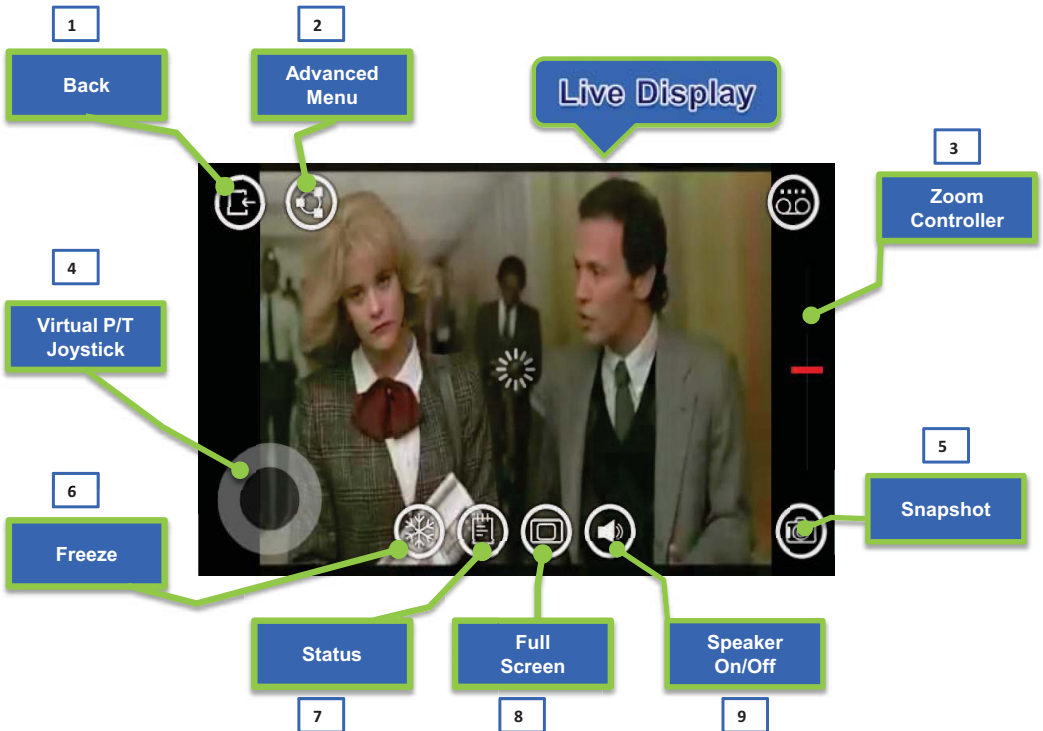 1
2
Back
Advanced
Menu
Live Display
3
Zoom
Controller
4
Virtual P/T
Joystick
5
Snapshot
6
Freeze
Status
Full
Screen
Speaker
On/Off
7
8
9